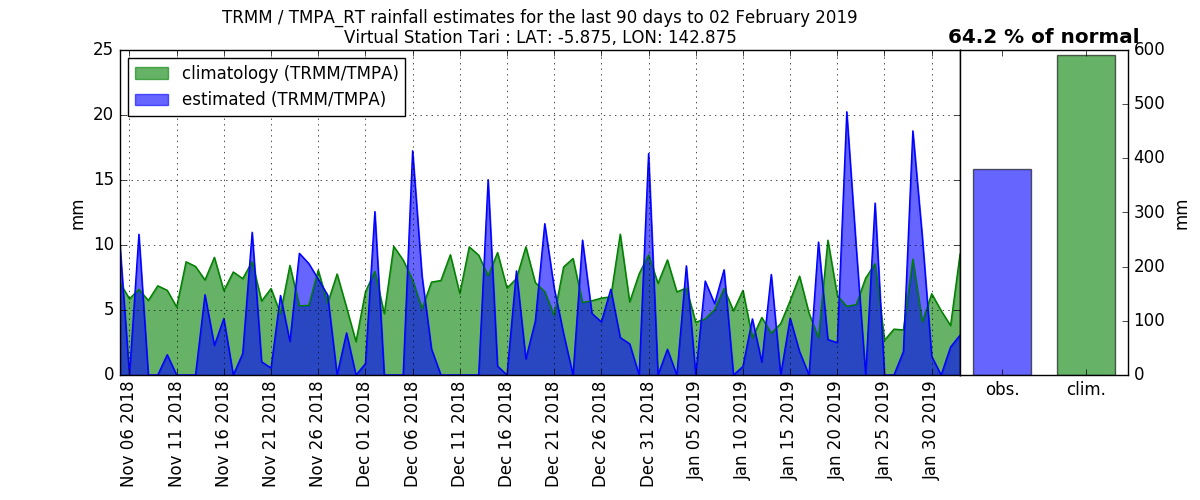 TRMM / TMPA_RT rainfall estimates for the last 90 days to 02 February 2019
Virtual Station Tari : LAT: -5.875, LON: 142.875
64.2 % of normal
climatology (TRMM/TMPA)
estimated (TRMM/TMPA)
25
20
15
10
5
0
mm
600
500
400
300
200
100
0
mm
Nov 06 2018
Nov 11 2018
Nov 16 2018
Nov 21 2018
Nov 26 2018
Dec 01 2018
Dec 06 2018
Dec 11 2018
Dec 16 2018
Dec 21 2018
Dec 26 2018
Dec 31 2018
Jan 05 2019
Jan 10 2019
Jan 15 2019
Jan 20 2019
Jan 25 2019
Jan 30 2019
obs.
clim.